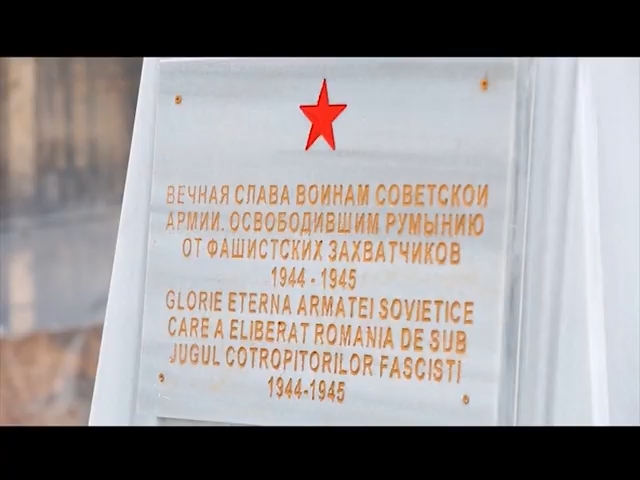 ВЕЧНАЯ СЛАВА ВОИНАМ СОВЕТСКОИ
АРМИИ. ОСВОБОДИВШИМ РУМЫНИЮ
ОТ ФАШИСТСКИХ ЗАХВАТЧИКОВ
1944 - 1945
GLORIE ETERNA ARMATEI SOVIETICE
CARE A ELIBERAT ROMANIA DE SUB
JUGUL COTROPITORILOR FASCISTI
1944-1945